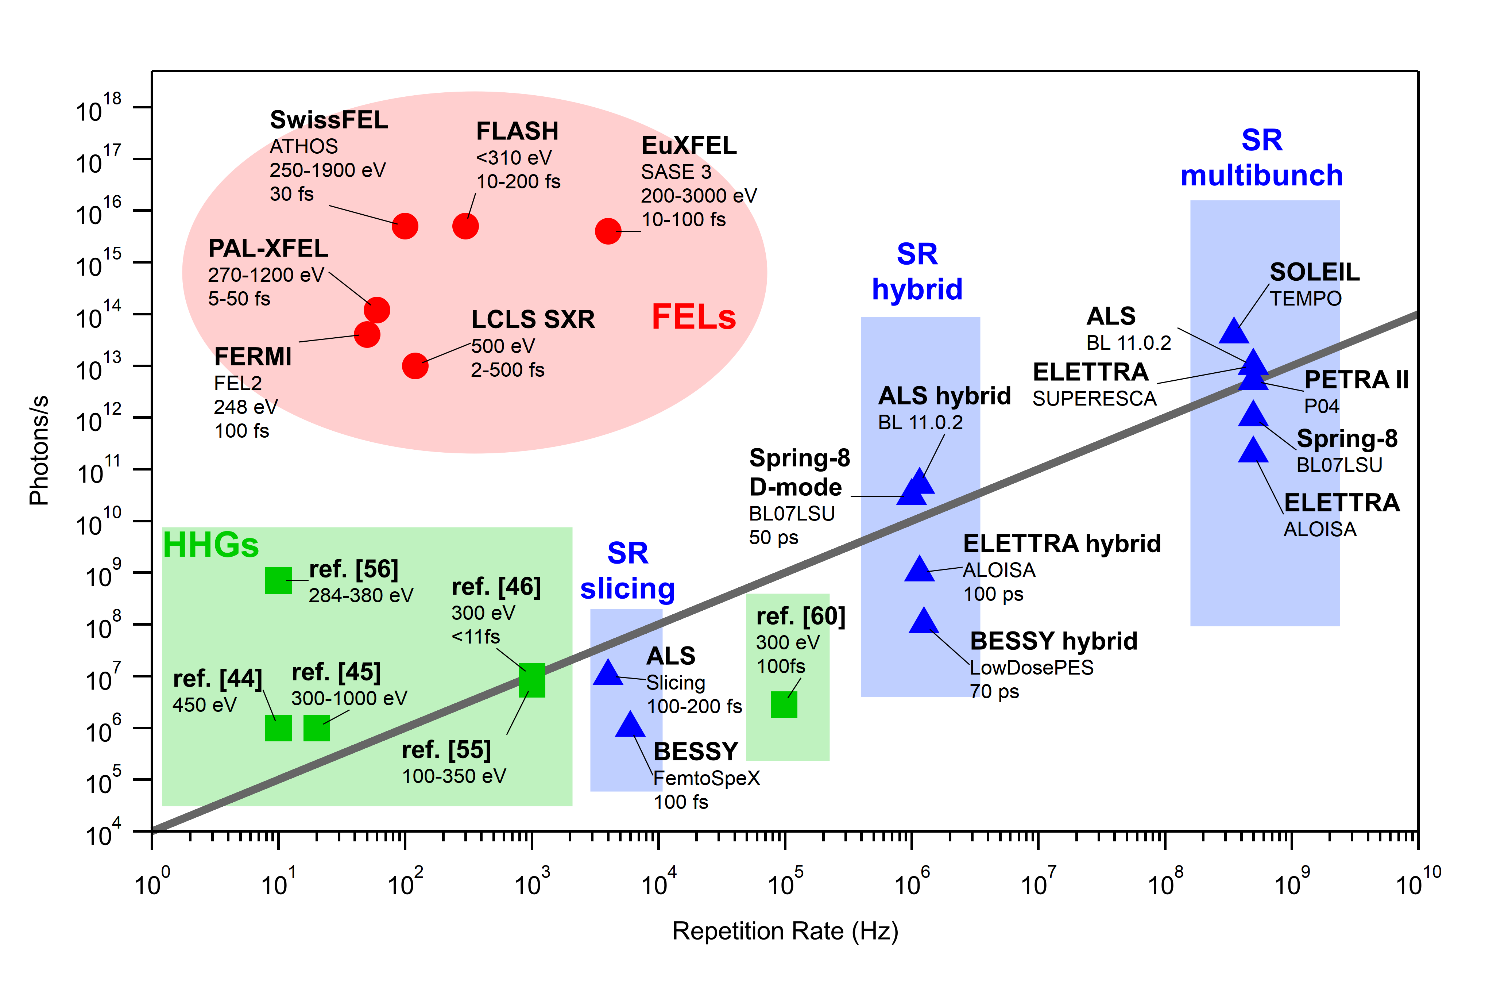 SwissFEL
ATHOS
250-1900 eV
30 fs
FLASH
<310 eV
10-200 fs
EuXFEL
SASE 3
200-3000 eV
10-100 fs
PAL-XFEL
270-1200 eV
5-50 fs
FELs
LCLS SXR
500 eV
2-500 fs
FERMI
FEL2
248 eV
100 fs
SR
multibunch
SOLEIL
TEMPO
ALS
BL 11.0.2
ELETTRA
SUPERESCA
PETRA II
P04
Spring-8
BL07LSU
ELETTRA
ALOISA
SR
hybrid
ALS hybrid
BL 11.0.2
Spring-8
D-mode
BL07LSU
50 ps
ELETTRA hybrid
ALOISA
100 ps
BESSY hybrid
LowDosePES
70 ps
HHGs
ref. [56]
284-380 eV
ref. [46]
300 eV
<11fs
ref. [44]
450 eV
ref. [45]
300-1000 eV
ref. [55]
100-350 eV
SR
slicing
ALS
Slicing
100-200 fs
BESSY
FemtoSpeX
100 fs
ref. [60]
300 eV
100fs
Photons/s
10^18
10^17
10^16
10^15
10^14
10^13
10^12
10^11
10^10
10^9
10^8
10^7
10^6
10^5
10^4
10^0 10^1 10^2 10^3 10^4 10^5 10^6 10^7 10^8 10^9 10^10
Repetition Rate (Hz)